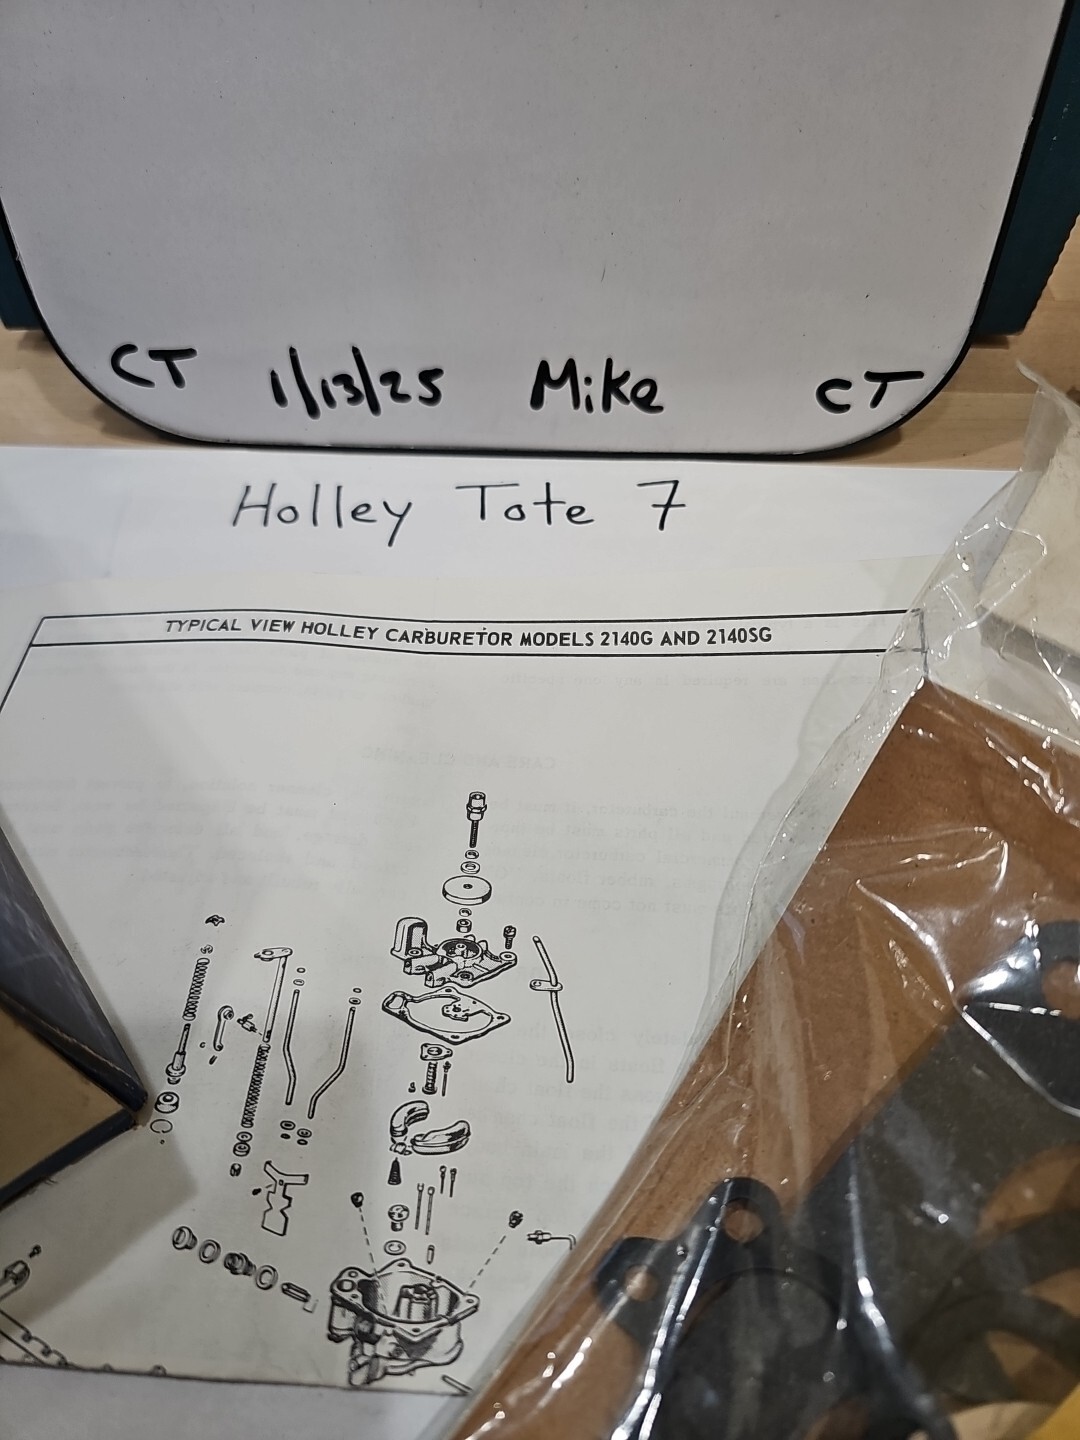 CT 1/13/25 Mike CT
Holley Tote 7
TYPICAL VIEW HOLLEY CARBURETOR MODELS 2140G AND 2140SG